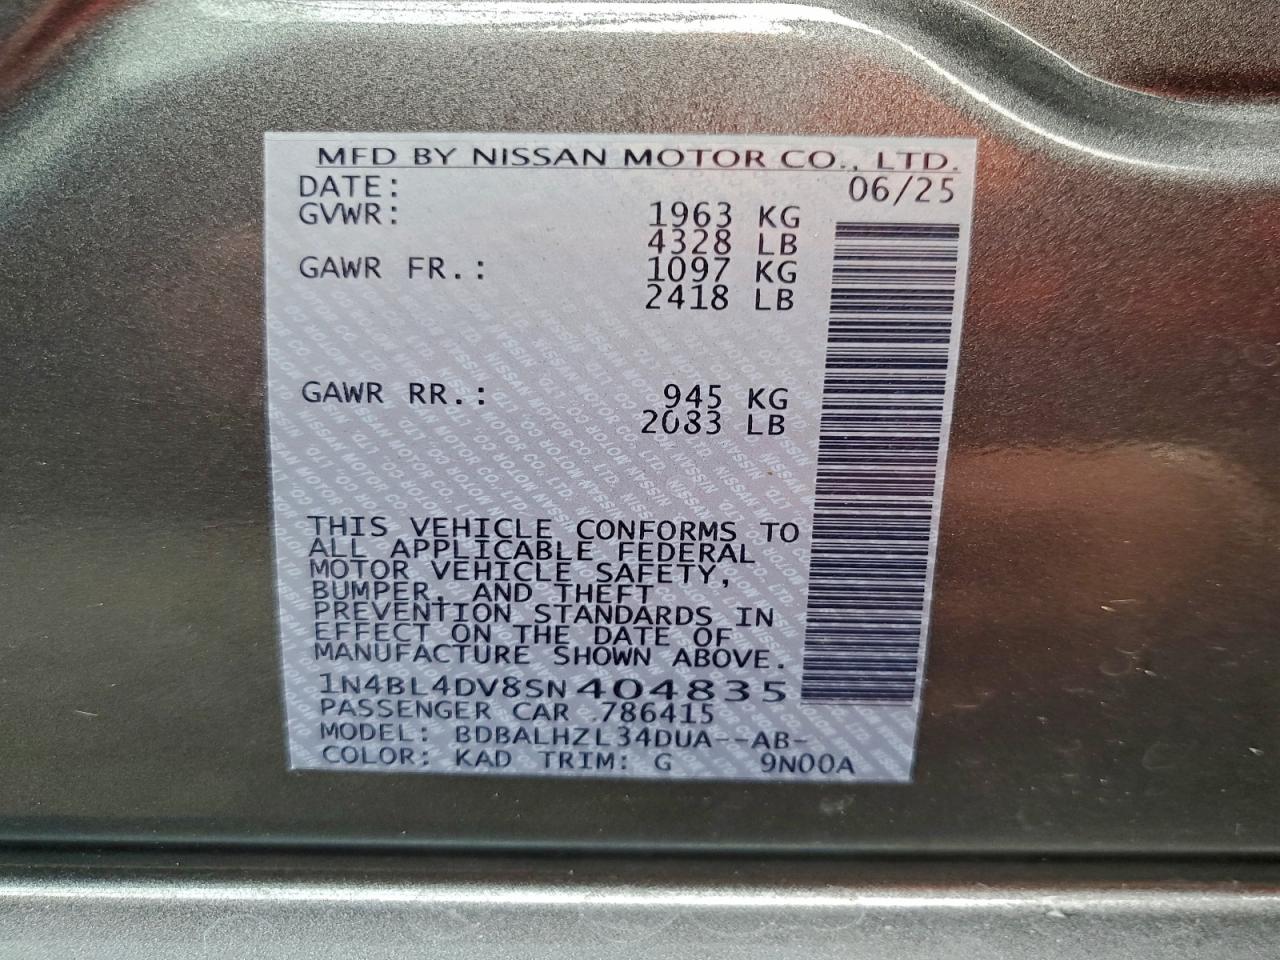 MFD BY NISSAN MOTOR CO., LTD.
DATE: 06/25
GVWR: 1963 KG
4328 LB
GAWR FR.: 1097 KG
2418 LB
GAWR RR.: 945 KG
2083 LB
THIS VEHICLE CONFORMS TO
ALL APPLICABLE FEDERAL
MOTOR VEHICLE SAFETY,
BUMPER, AND THEFT
PREVENTION STANDARDS IN
EFFECT ON THE DATE OF
MANUFACTURE SHOWN ABOVE.
1N4BL4DV8SN404835
PASSENGER CAR 786415
MODEL: BDBALHZL34DUA--AB-
COLOR: KAD TRIM: G 9N00A